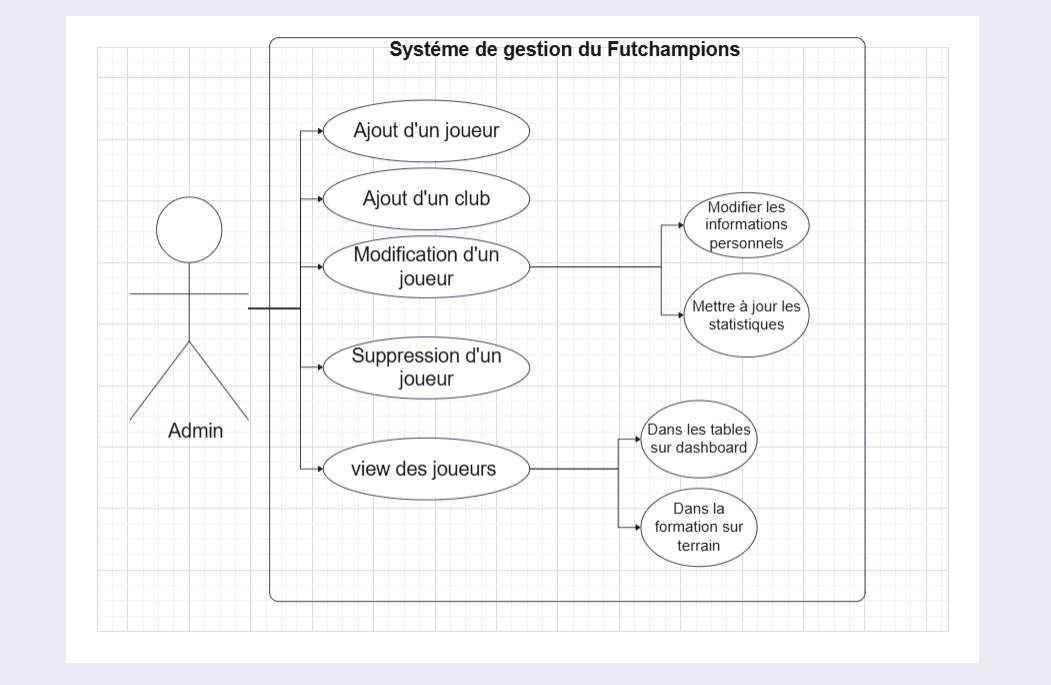 Systéme de gestion du Futchampions
Ajout d'un joueur
Ajout d'un club
Modification d'un
joueur
Modifier les
informations
personnels
Mettre à jour les
statistiques
Suppression d'un
joueur
Admin
view des joueurs
Dans les tables
sur dashboard
Dans la
formation sur
terrain